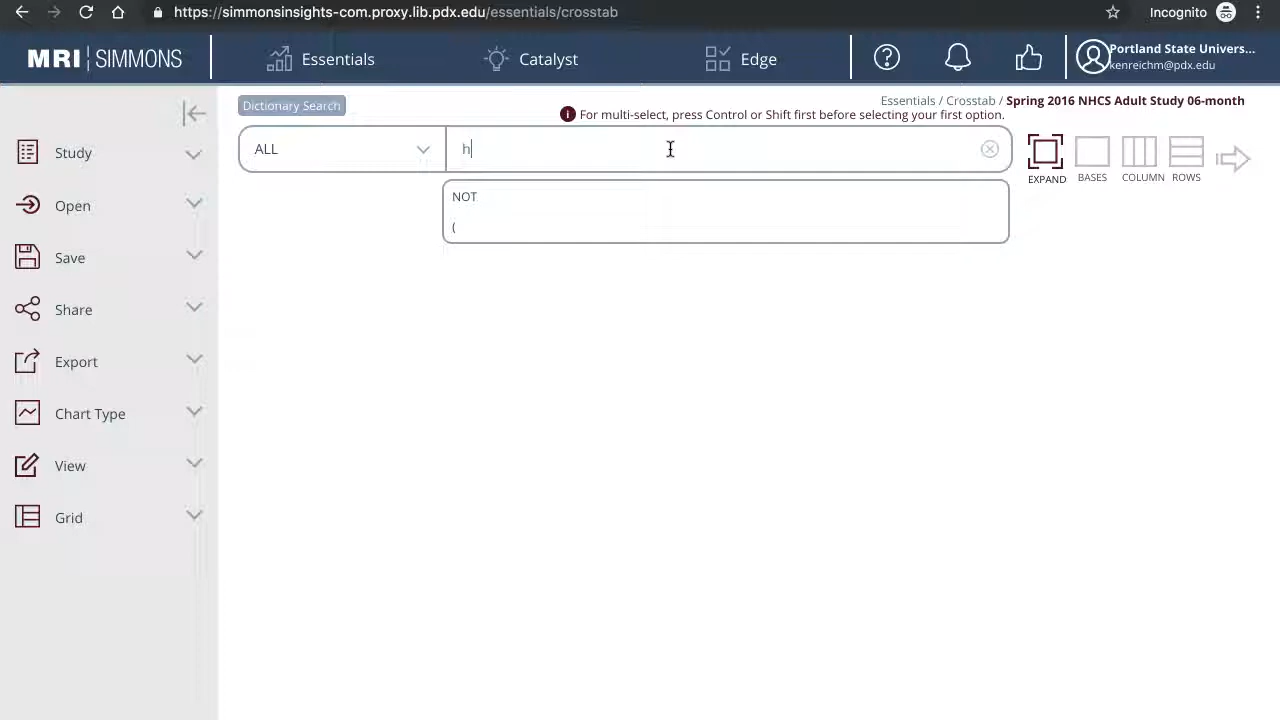 https://simmonsinsights-com.proxy.lib.pdx.edu/essentials/crosstab
Incognito
MRI | SIMMONS
Essentials
Catalyst
Edge
Portland State Univers...
kenreichm@pdx.edu
Dictionary Search
Essentials / Crosstab / Spring 2016 NHCS Adult Study 06-month
For multi-select, press Control or Shift first before selecting your first option.
ALL
h
EXPAND
BASES
COLUMN
ROWS
NOT
(
Study
Open
Save
Share
Export
Chart Type
View
Grid